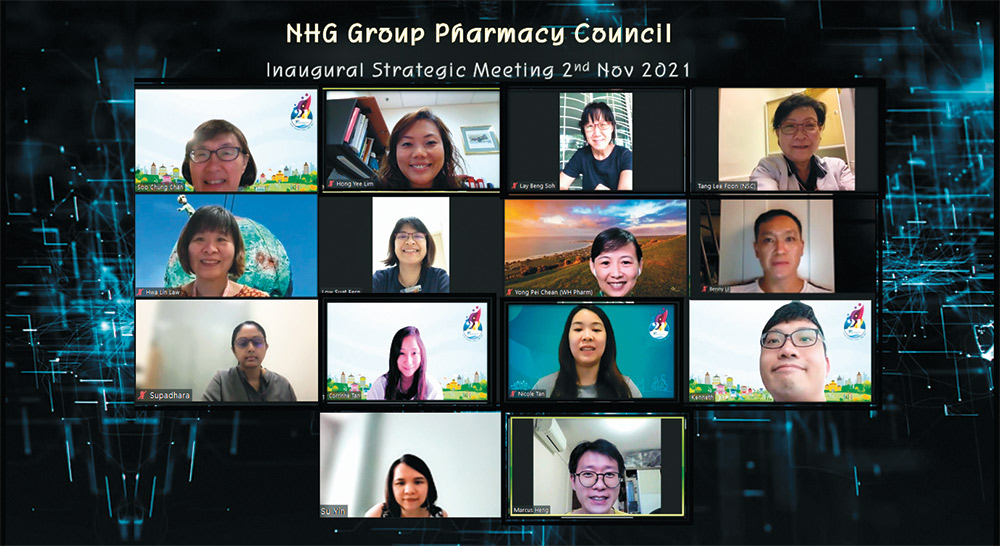 NHG Group Pharmacy Council
Inaugural Strategic Meeting 2nd Nov 2021
Soo Chung Chan
Hong Yee Lim
Lay Beng Soh
Tang Lee Foon (NSC)
Hwa Lin Law
Low Suat Fern
Yong Pei Chean (WH Pharm)
Benny Li
Supadhara
Corrinne Tan
Nicole Tan
Kenneth
Su Yin
Marcus Heng